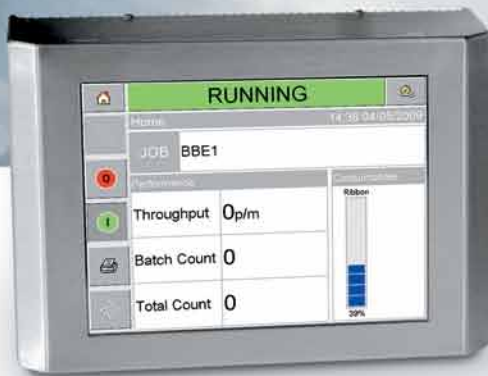 RUNNING
Home 14:36 04/05/2009
JOB BBE1
Performance
Consumables
Ribbon
Throughput 0p/m
Batch Count 0
Total Count 0
39%